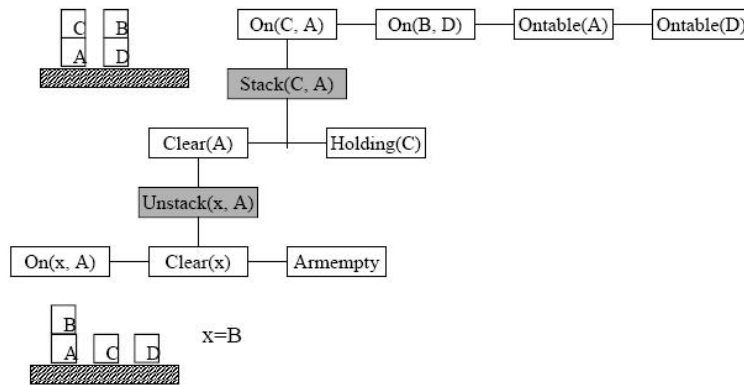 C B
A D
On(C, A) On(B, D) Ontable(A) Ontable(D)
Stack(C, A)
Clear(A) Holding(C)
Unstack(x, A)
On(x, A) Clear(x) Armempty
B
A C D
x=B